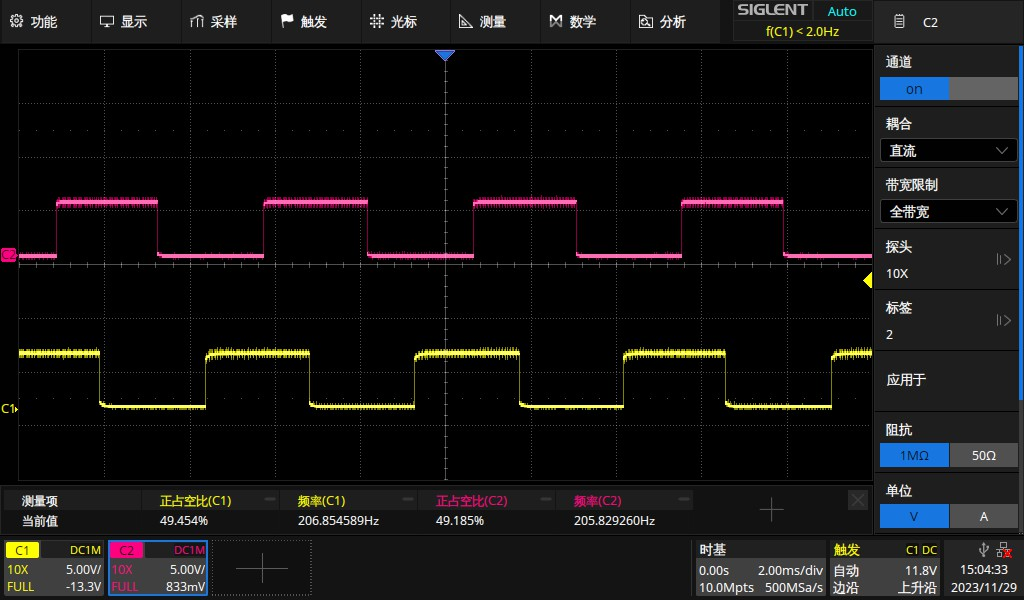 功能 显示 采样 触发 光标 测量 数学 分析
SIGLENT Auto
f(C1) < 2.0Hz
C2
通道
on
耦合
直流
带宽限制
全带宽
探头
10X
标签
2
应用于
阻抗
1MΩ 50Ω
单位
V A
C2
C1
测量项 正占空比(C1) 频率(C1) 正占空比(C2) 频率(C2)
当前值 49.454% 206.854589Hz 49.185% 205.829260Hz
C1 DC1M
10X 5.00V/
FULL -13.3V
C2 DC1M
10X 5.00V/
FULL 833mV
时基
0.00s 2.00ms/div
10.0Mpts 500MSa/s
触发 C1 DC
自动 11.8V
边沿 上升沿
15:04:33
2023/11/29